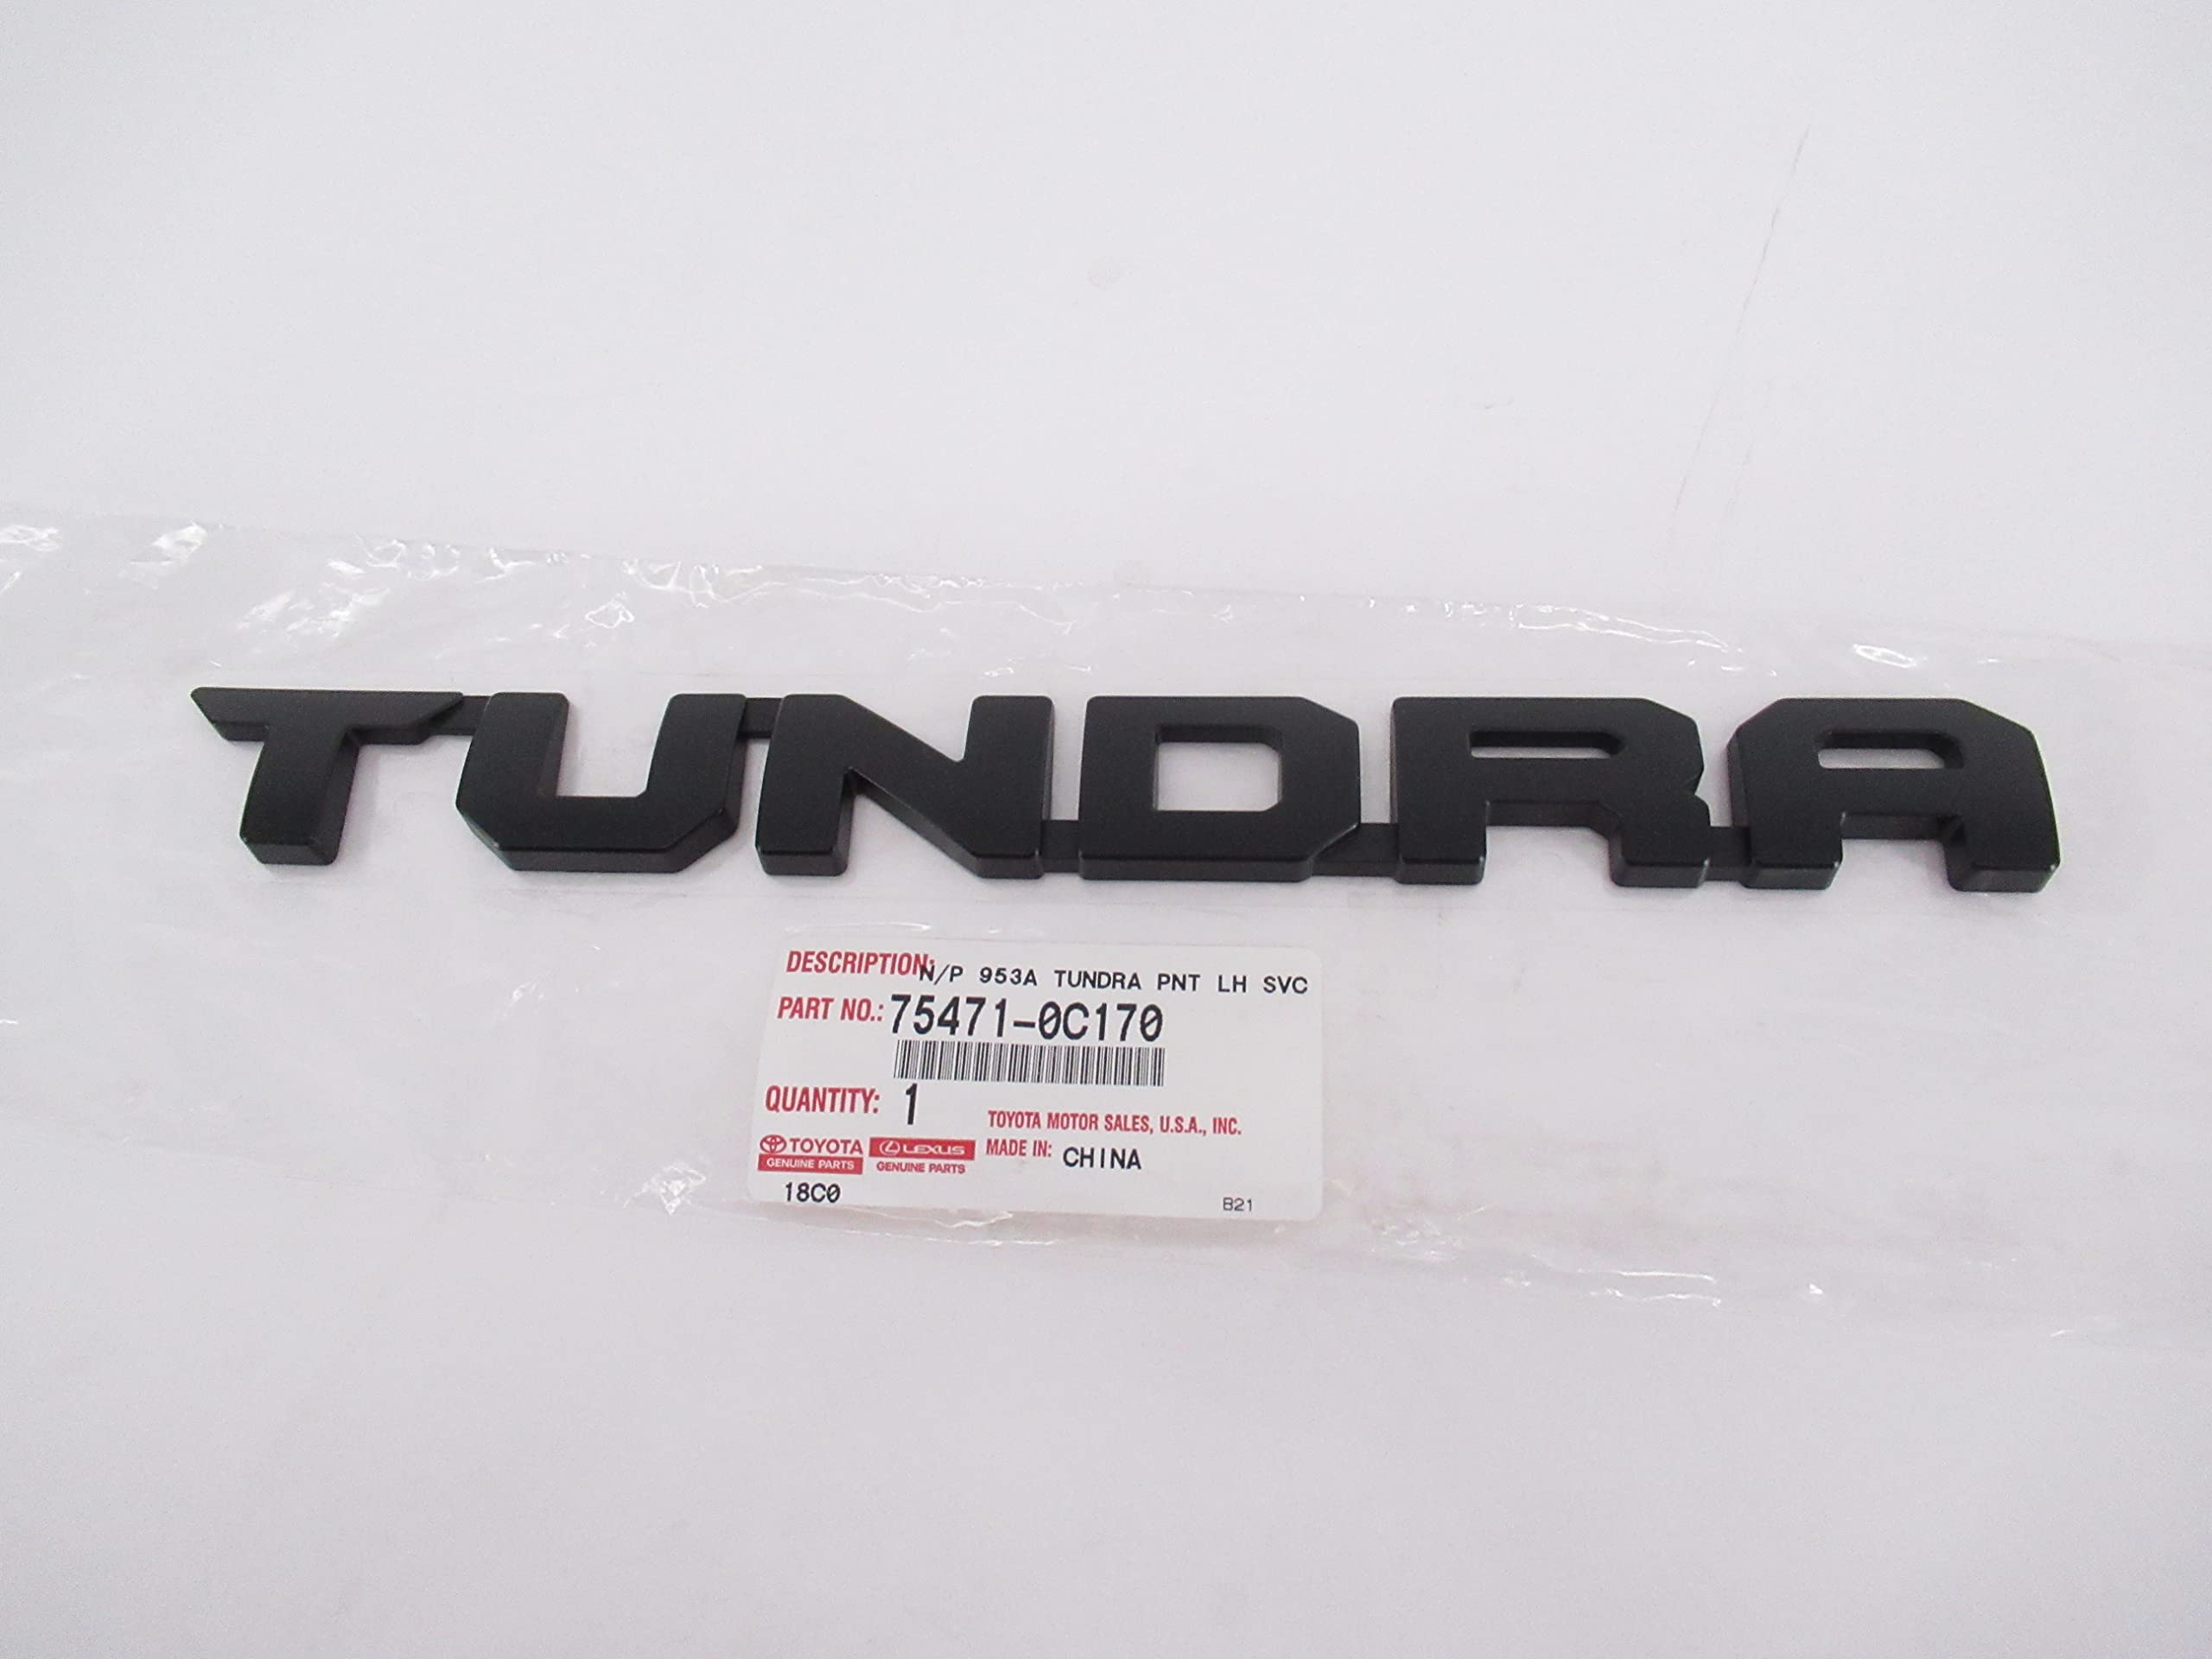 TUNDRA
DESCRIPTION: N/P 953A TUNDRA PNT LH SVC
PART NO.: 75471-0C170
QUANTITY: 1
TOYOTA MOTOR SALES, U.S.A., INC.
TOYOTA LEXUS MADE IN: CHINA
GENUINE PARTS GENUINE PARTS
18C0 B21